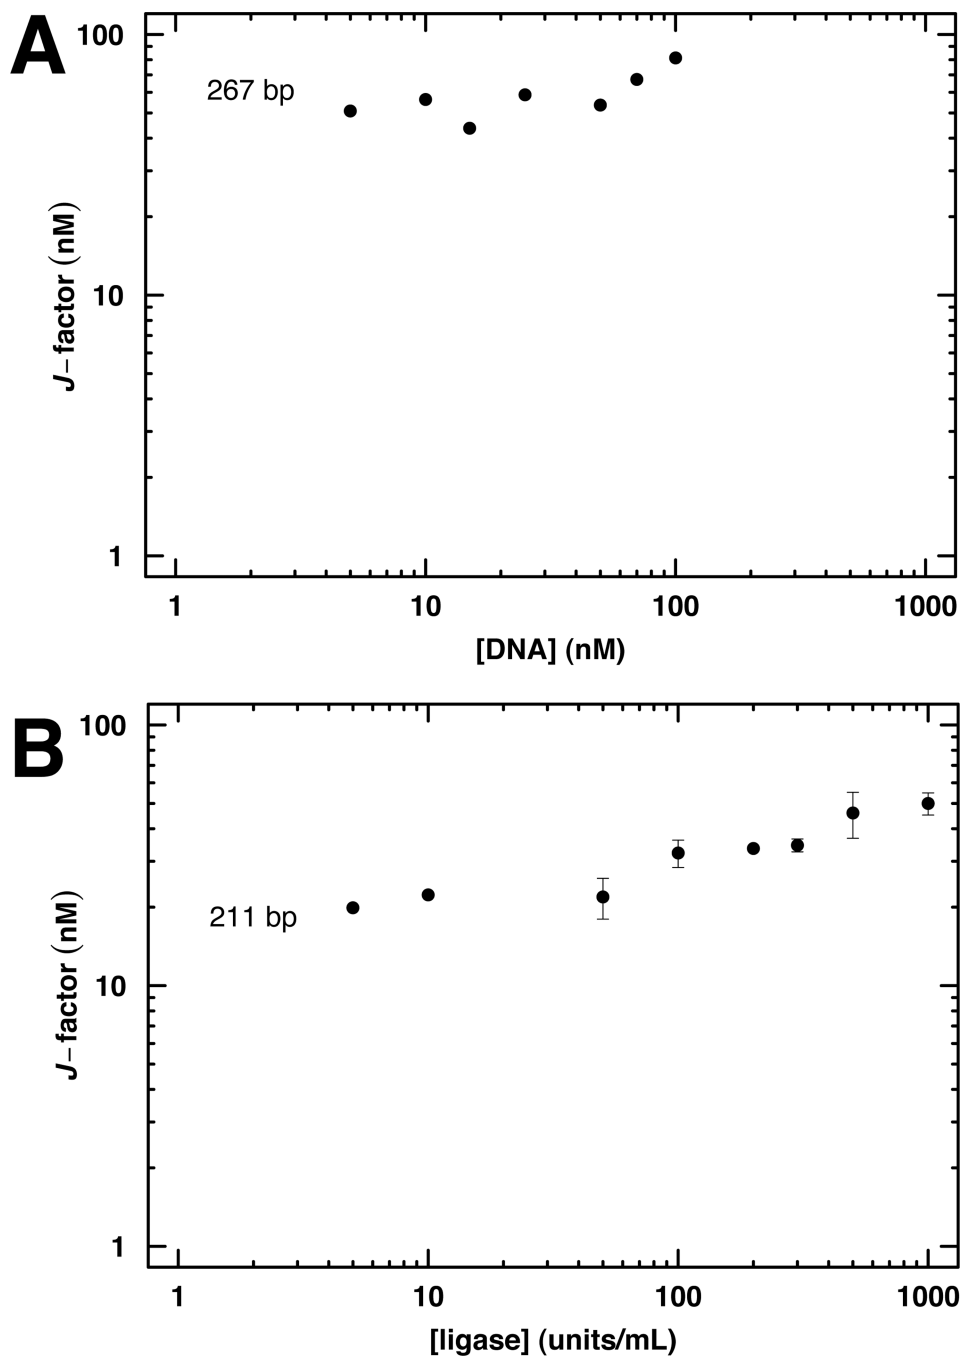 A
100
267 bp
J−factor (nM)
10
1
1 10 100 1000
[DNA] (nM)
B
100
211 bp
J−factor (nM)
10
1
1 10 100 1000
[ligase] (units/mL)